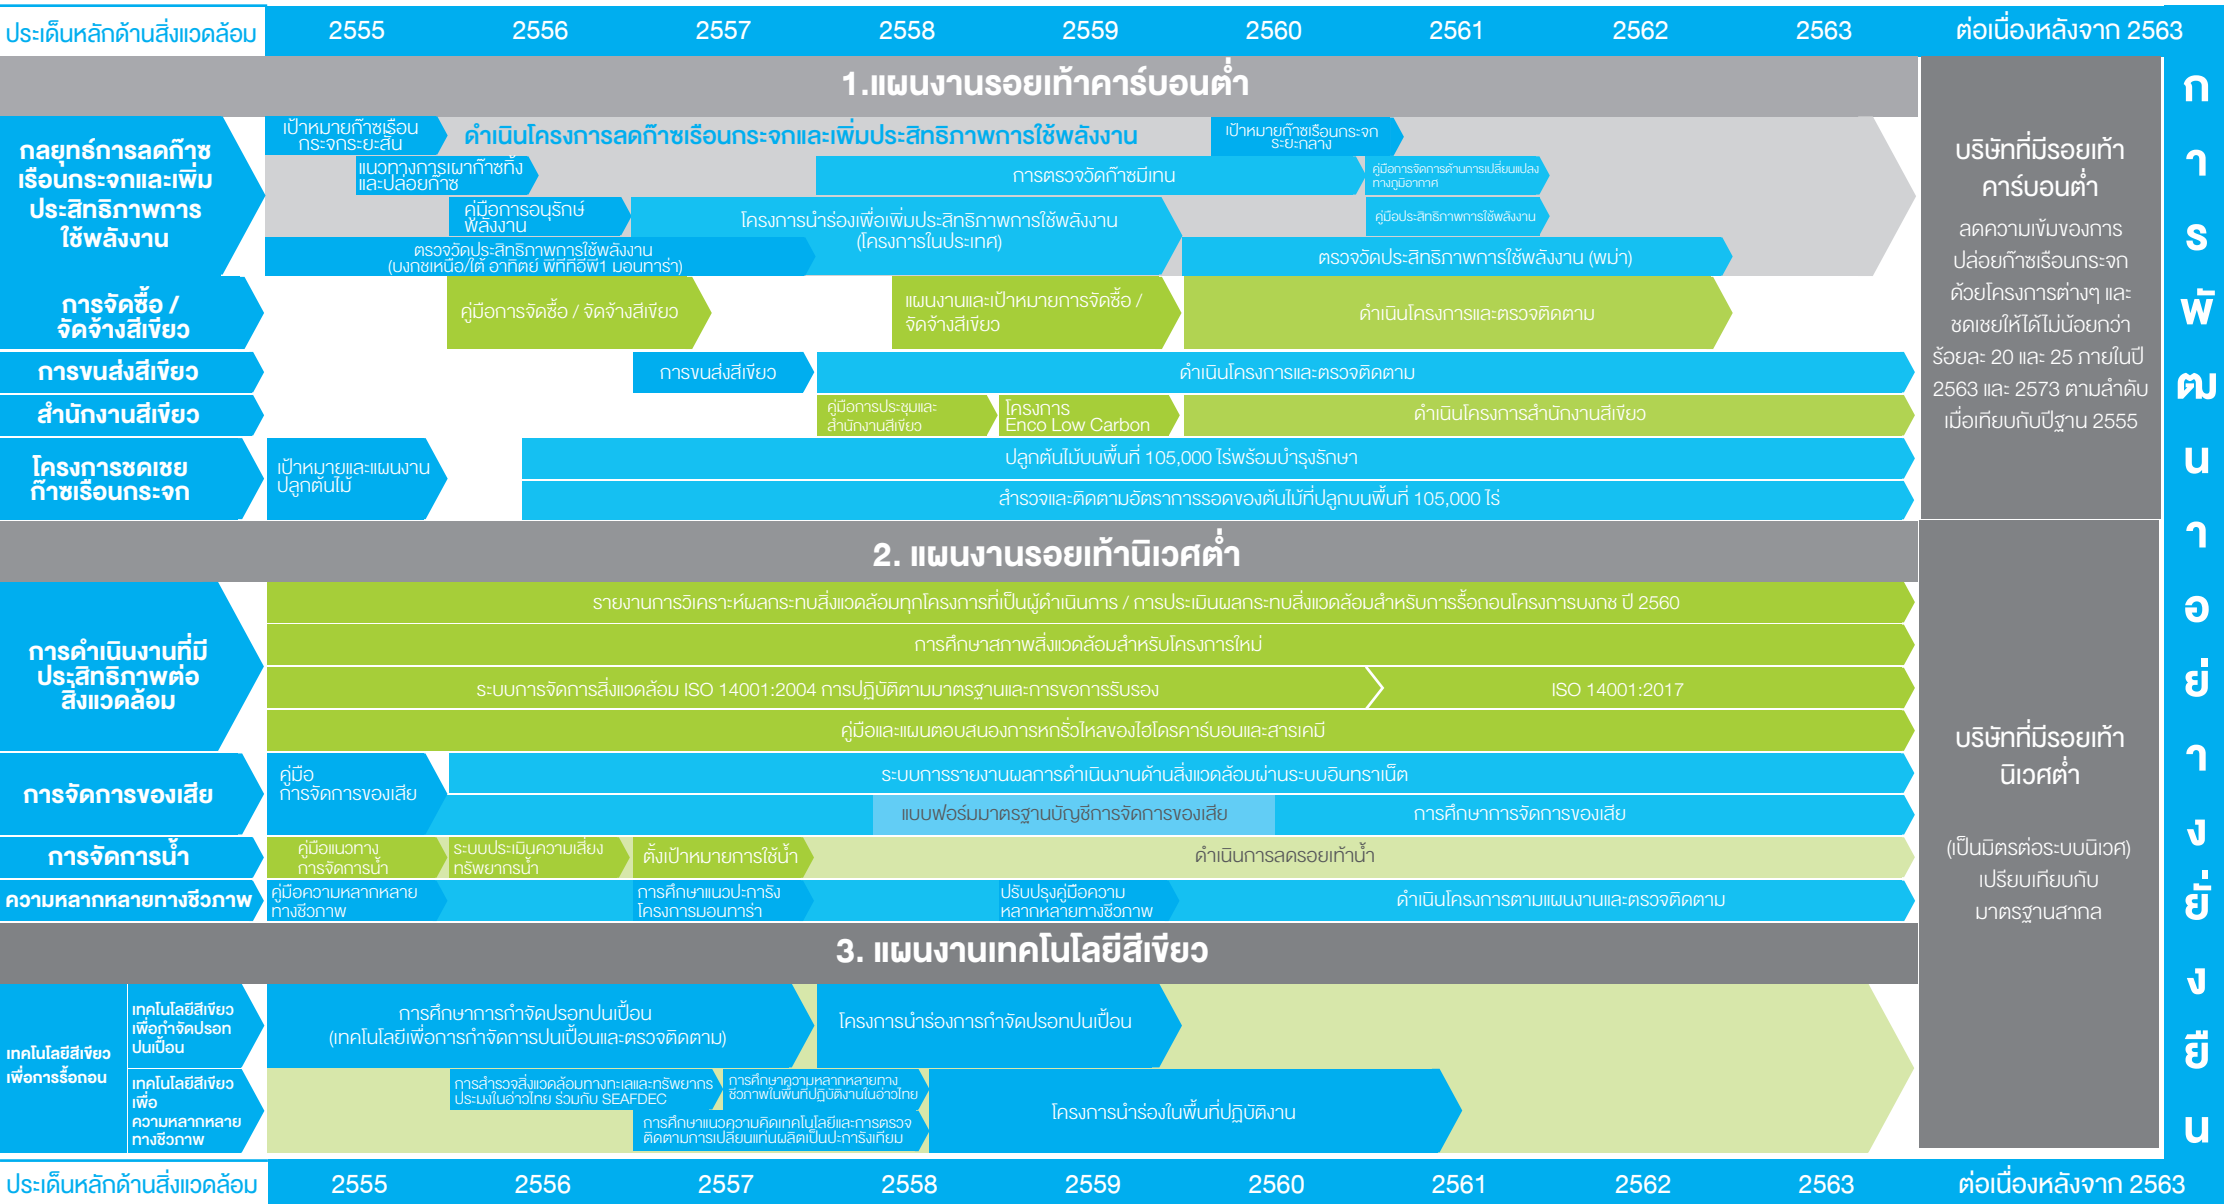 ประเด็นหลักด้านสิ่งแวดล้อม 2555 2556 2557 2558 2559 2560 2561 2562 2563 ต่อเนื่องหลังจาก 2563
1.แผนงานรอยเท้าคาร์บอนต่ำ
กลยุทธ์การลดก๊าซ
เรือนกระจกและเพิ่ม
ประสิทธิภาพการ
ใช้พลังงาน
เป้าหมายก๊าซเรือน
กระจกระยะสั้น
ดำเนินโครงการลดก๊าซเรือนกระจกและเพิ่มประสิทธิภาพการใช้พลังงาน
เป้าหมายก๊าซเรือนกระจก
ระยะกลาง
แนวทางการเผาก๊าซทิ้ง
และปล่อยก๊าซ
การตรวจวัดก๊าซมีเทน
คู่มือการจัดการด้านการเปลี่ยนแปลง
ทางภูมิอากาศ
คู่มือการอนุรักษ์
พลังงาน
โครงการนำร่องเพื่อเพิ่มประสิทธิภาพการใช้พลังงาน
(โครงการในประเทศ)
คู่มือประสิทธิภาพการใช้พลังงาน
ตรวจวัดประสิทธิภาพการใช้พลังงาน
(บงกชเหนือ/ใต้ อาทิตย์ พีทีทีอีพี1 มอนทารา)
ตรวจวัดประสิทธิภาพการใช้พลังงาน (พม่า)
การจัดซื้อ /
จัดจ้างสีเขียว
คู่มือการจัดซื้อ / จัดจ้างสีเขียว
แผนงานและเป้าหมายการจัดซื้อ /
จัดจ้างสีเขียว
ดำเนินโครงการและตรวจติดตาม
การขนส่งสีเขียว
การขนส่งสีเขียว
ดำเนินโครงการและตรวจติดตาม
สำนักงานสีเขียว
คู่มือการประชุมและ
สำนักงานสีเขียว
โครงการ
Enco Low Carbon
ดำเนินโครงการสำนักงานสีเขียว
โครงการชดเชย
ก๊าซเรือนกระจก
เป้าหมายและแผนงาน
ปลูกต้นไม้
ปลูกต้นไม้บนพื้นที่ 105,000 ไร่พร้อมบำรุงรักษา
สำรวจและติดตามอัตราการรอดของต้นไม้ที่ปลูกบนพื้นที่ 105,000 ไร่
บริษัทที่มีรอยเท้า
คาร์บอนต่ำ
ลดความเข้มของการ
ปล่อยก๊าซเรือนกระจก
ด้วยโครงการต่างๆ และ
ชดเชยให้ได้ไม่น้อยกว่า
ร้อยละ 20 และ 25 ภายในปี
2563 และ 2573 ตามลำดับ
เมื่อเทียบกับปีฐาน 2555
2. แผนงานรอยเท้านิเวศต่ำ
การดำเนินงานที่มี
ประสิทธิภาพต่อ
สิ่งแวดล้อม
รายงานการวิเคราะห์ผลกระทบสิ่งแวดล้อมทุกโครงการที่เป็นผู้ดำเนินการ / การประเมินผลกระทบสิ่งแวดล้อมสำหรับการรื้อถอนโครงการบงกช ปี 2560
การศึกษาสภาพสิ่งแวดล้อมสำหรับโครงการใหม่
ระบบการจัดการสิ่งแวดล้อม ISO 14001:2004 การปฏิบัติตามมาตรฐานและการขอการรับรอง
ISO 14001:2017
คู่มือและแผนตอบสนองการหกรั่วไหลของไฮโดรคาร์บอนและสารเคมี
การจัดการของเสีย
คู่มือ
การจัดการของเสีย
ระบบการรายงานผลการดำเนินงานด้านสิ่งแวดล้อมผ่านระบบอินทราเน็ต
แบบฟอร์มมาตรฐานบัญชีการจัดการของเสีย
การศึกษาการจัดการของเสีย
การจัดการน้ำ
คู่มือแนวทาง
การจัดการน้ำ
ระบบประเมินความเสี่ยง
ทรัพยากรน้ำ
ตั้งเป้าหมายการใช้น้ำ
ดำเนินการลดรอยเท้าน้ำ
ความหลากหลายทางชีวภาพ
คู่มือความหลากหลาย
ทางชีวภาพ
การศึกษาแนวปะการัง
โครงการมอนทารา
ปรับปรุงคู่มือความ
หลากหลายทางชีวภาพ
ดำเนินโครงการตามแผนงานและตรวจติดตาม
บริษัทที่มีรอยเท้า
นิเวศต่ำ
(เป็นมิตรต่อระบบนิเวศ)
เปรียบเทียบกับ
มาตรฐานสากล
3. แผนงานเทคโนโลยีสีเขียว
เทคโนโลยีสีเขียว
เพื่อการรื้อถอน
เทคโนโลยีสีเขียว
เพื่อกำจัดปรอท
ปนเปื้อน
การศึกษาการกำจัดปรอทปนเปื้อน
(เทคโนโลยีเพื่อการกำจัดการปนเปื้อนและตรวจติดตาม)
โครงการนำร่องการกำจัดปรอทปนเปื้อน
เทคโนโลยีสีเขียว
เพื่อ
ความหลากหลาย
ทางชีวภาพ
การสำรวจสิ่งแวดล้อมทางทะเลและทรัพยากร
ประมงในอ่าวไทย ร่วมกับ SEAFDEC
การศึกษาความหลากหลายทาง
ชีวภาพในพื้นที่ปฏิบัติงานในอ่าวไทย
การศึกษาแนวความคิดเทคโนโลยีและการตรวจ
ติดตามการเปลี่ยนแท่นผลิตเป็นปะการังเทียม
โครงการนำร่องในพื้นที่ปฏิบัติงาน
การพัฒนาอย่างยั่งยืน
ประเด็นหลักด้านสิ่งแวดล้อม 2555 2556 2557 2558 2559 2560 2561 2562 2563 ต่อเนื่องหลังจาก 2563